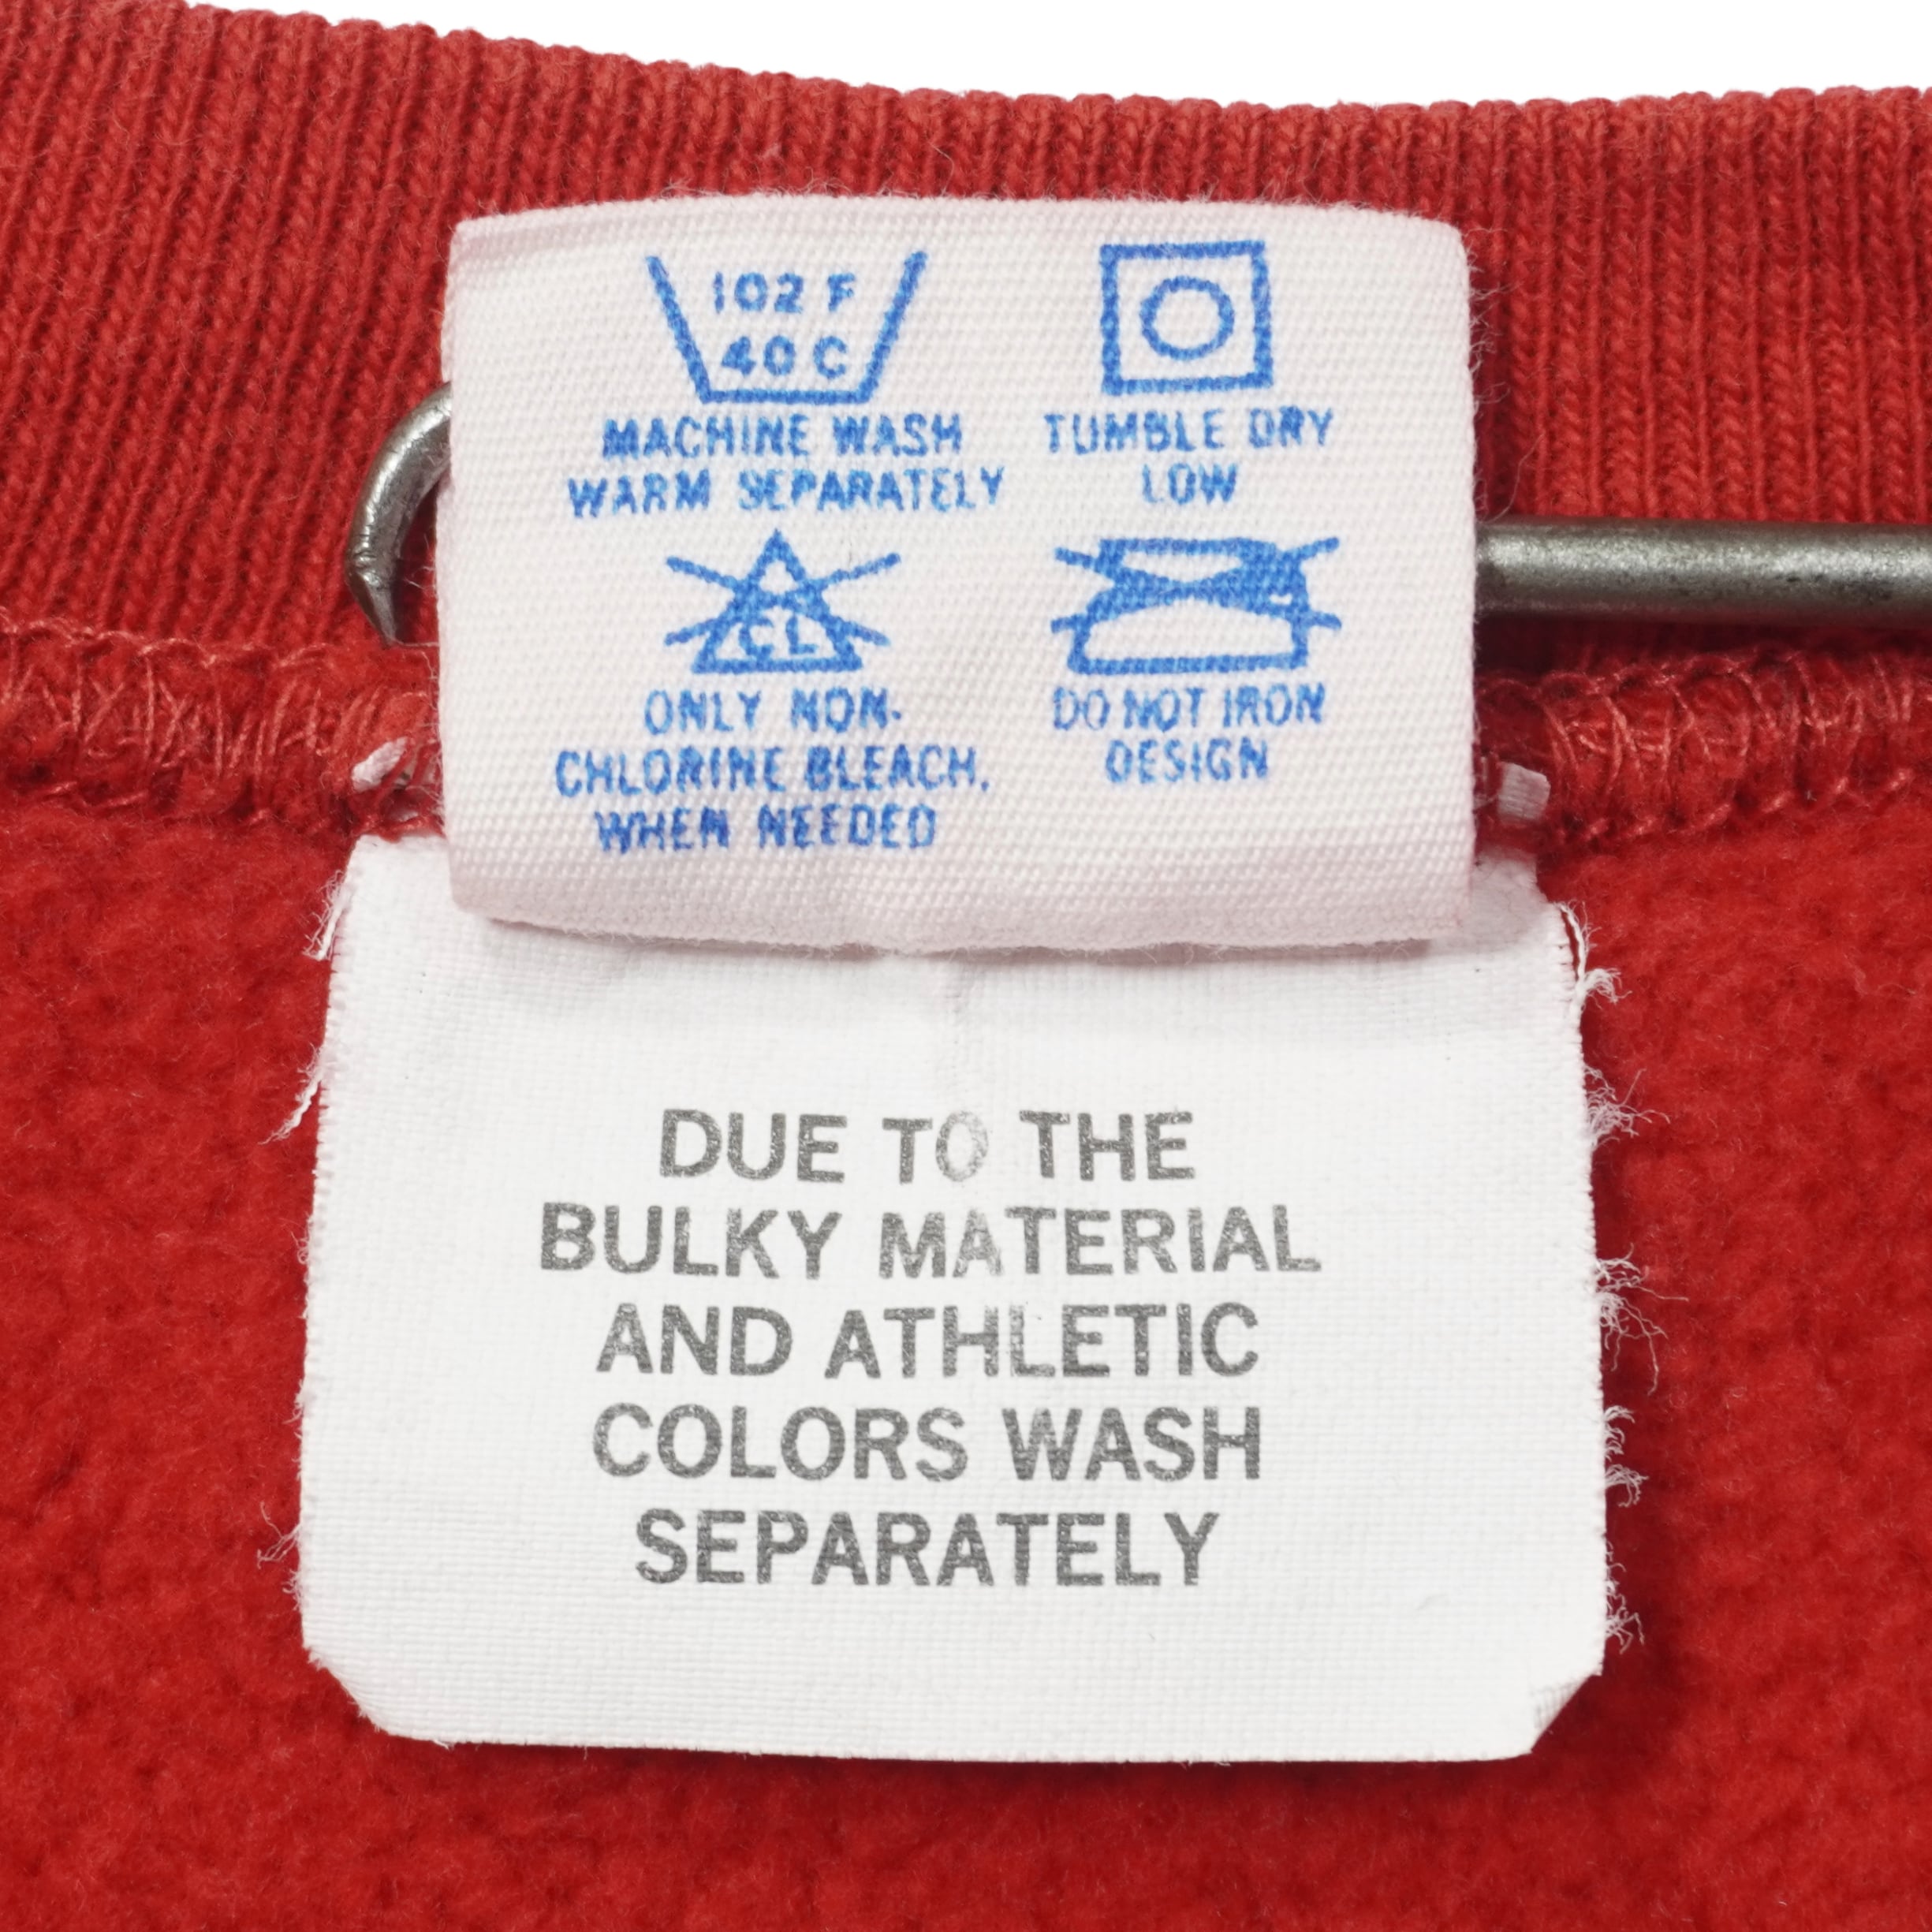 102 F
40 C
MACHINE WASH
WARM SEPARATELY
TUMBLE DRY
LOW
CL
ONLY NON-
CHLORINE BLEACH,
WHEN NEEDED
DO NOT IRON
DESIGN
DUE TO THE
BULKY MATERIAL
AND ATHLETIC
COLORS WASH
SEPARATELY